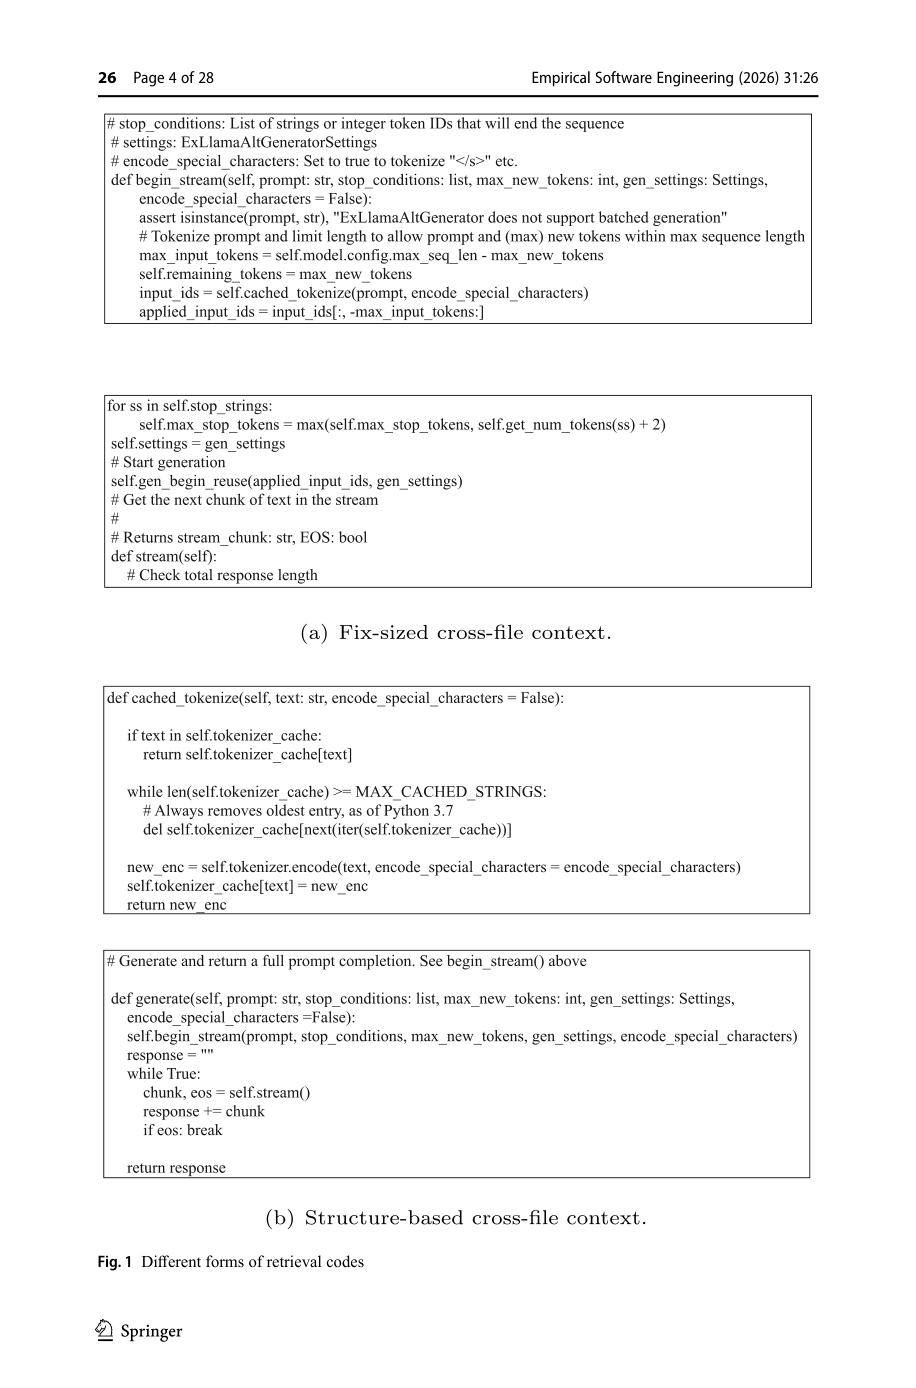 26 Page 4 of 28 Empirical Software Engineering (2026) 31:26
# stop_conditions: List of strings or integer token IDs that will end the sequence
# settings: ExLlamaAltGeneratorSettings
# encode_special_characters: Set to true to tokenize "</s>" etc.
def begin_stream(self, prompt: str, stop_conditions: list, max_new_tokens: int, gen_settings: Settings,
encode_special_characters = False):
assert isinstance(prompt, str), "ExLlamaAltGenerator does not support batched generation"
# Tokenize prompt and limit length to allow prompt and (max) new tokens within max sequence length
max_input_tokens = self.model.config.max_seq_len - max_new_tokens
self.remaining_tokens = max_new_tokens
input_ids = self.cached_tokenize(prompt, encode_special_characters)
applied_input_ids = input_ids[:, -max_input_tokens:]
for ss in self.stop_strings:
self.max_stop_tokens = max(self.max_stop_tokens, self.get_num_tokens(ss) + 2)
self.settings = gen_settings
# Start generation
self.gen_begin_reuse(applied_input_ids, gen_settings)
# Get the next chunk of text in the stream
#
# Returns stream_chunk: str, EOS: bool
def stream(self):
# Check total response length
(a) Fix-sized cross-file context.
def cached_tokenize(self, text: str, encode_special_characters = False):
if text in self.tokenizer_cache:
return self.tokenizer_cache[text]
while len(self.tokenizer_cache) >= MAX_CACHED_STRINGS:
# Always removes oldest entry, as of Python 3.7
del self.tokenizer_cache[next(iter(self.tokenizer_cache))]
new_enc = self.tokenizer.encode(text, encode_special_characters = encode_special_characters)
self.tokenizer_cache[text] = new_enc
return new_enc
# Generate and return a full prompt completion. See begin_stream() above
def generate(self, prompt: str, stop_conditions: list, max_new_tokens: int, gen_settings: Settings,
encode_special_characters =False):
self.begin_stream(prompt, stop_conditions, max_new_tokens, gen_settings, encode_special_characters)
response = ""
while True:
chunk, eos = self.stream()
response += chunk
if eos: break
return response
(b) Structure-based cross-file context.
Fig. 1 Different forms of retrieval codes
Springer